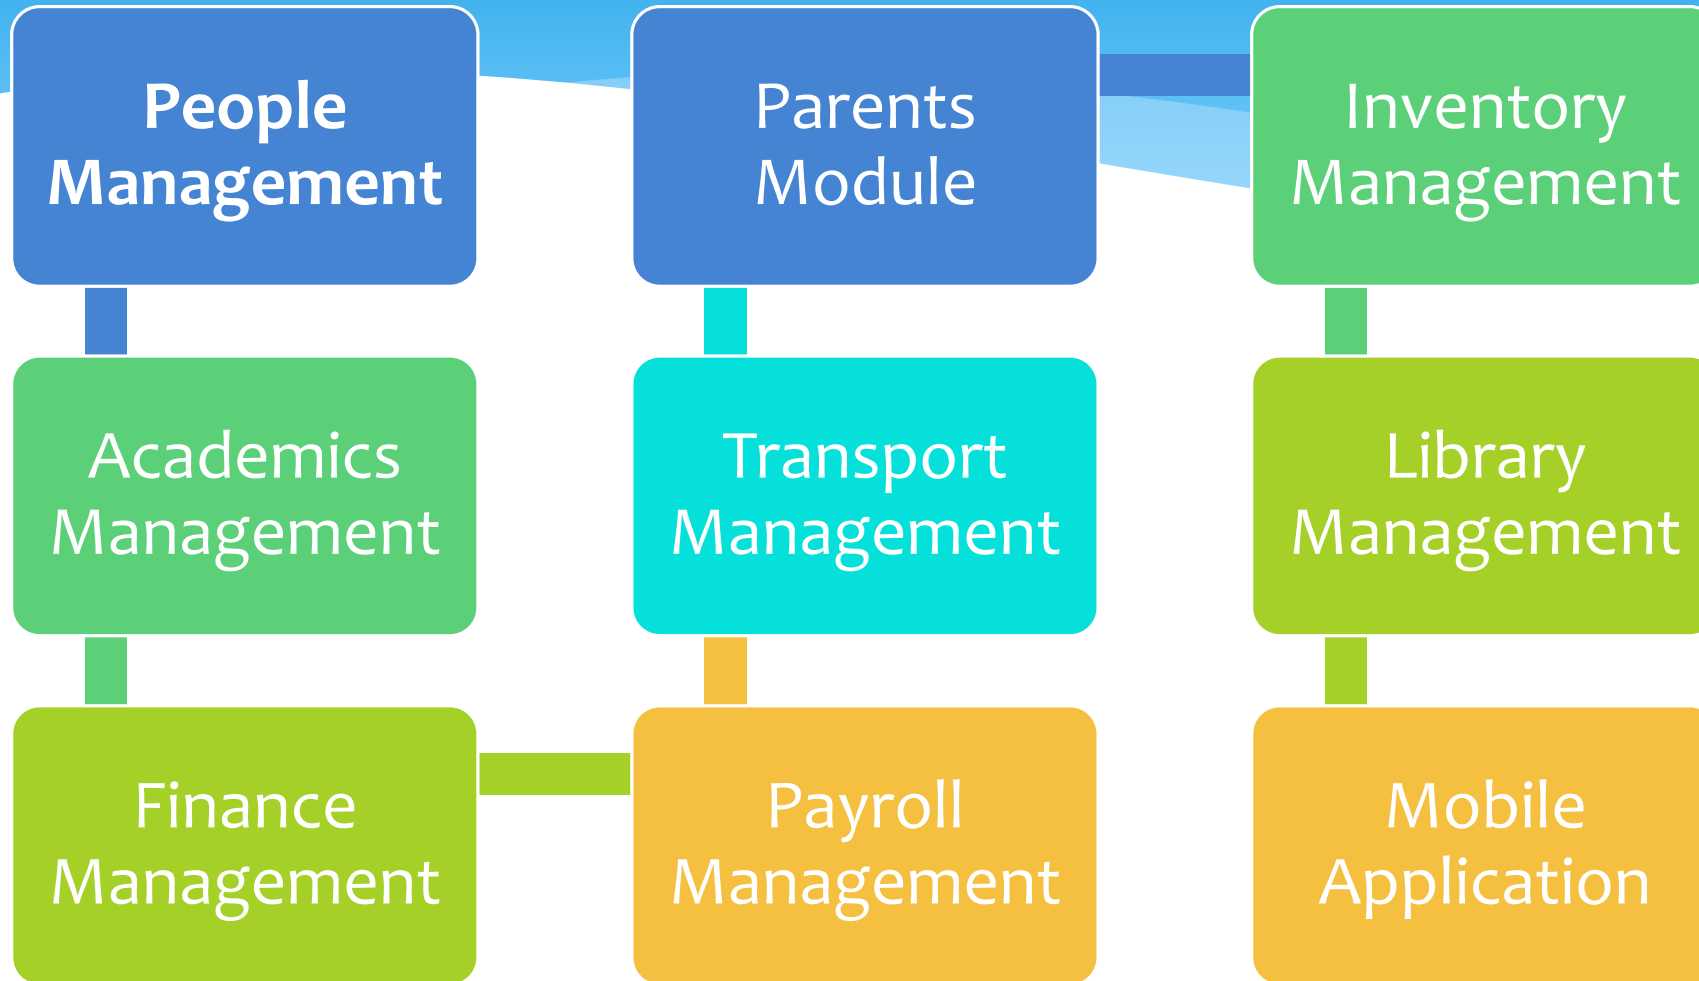 People
Management
Parents
Module
Inventory
Management
Academics
Management
Transport
Management
Library
Management
Finance
Management
Payroll
Management
Mobile
Application